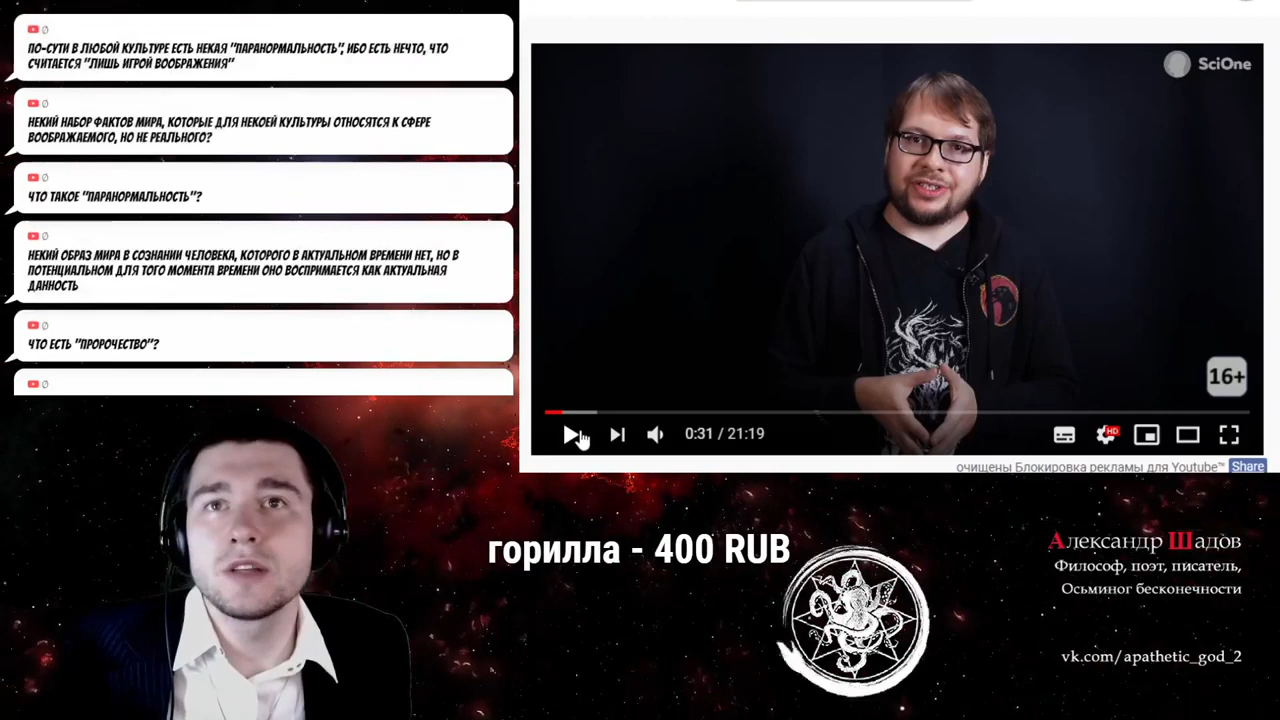 Ø
ПО-СУТИ В ЛЮБОЙ КУЛЬТУРЕ ЕСТЬ НЕКАЯ "ПАРАНОРМАЛЬНОСТЬ", ИБО ЕСТЬ НЕЧТО, ЧТО
СЧИТАЕТСЯ "ЛИШЬ ИГРОЙ ВООБРАЖЕНИЯ"
Ø
НЕКИЙ НАБОР ФАКТОВ МИРА, КОТОРЫЕ ДЛЯ НЕКОЕЙ КУЛЬТУРЫ ОТНОСЯТСЯ К СФЕРЕ
ВООБРАЖАЕМОГО, НО НЕ РЕАЛЬНОГО?
Ø
ЧТО ТАКОЕ "ПАРАНОРМАЛЬНОСТЬ"?
Ø
НЕКИЙ ОБРАЗ МИРА В СОЗНАНИИ ЧЕЛОВЕКА, КОТОРОГО В АКТУАЛЬНОМ ВРЕМЕНИ НЕТ, НО В
ПОТЕНЦИАЛЬНОМ ДЛЯ ТОГО МОМЕНТА ВРЕМЕНИ ОНО ВОСПРИМАЕТСЯ КАК АКТУАЛЬНАЯ
ДАННОСТЬ
Ø
ЧТО ЕСТЬ "ПРОРОЧЕСТВО"?
Ø
SciOne
16+
0:31 / 21:19
HD
очищены Блокировка рекламы для Youtube™ Share
горилла - 400 RUB
Александр Шадов
Философ, поэт, писатель,
Осьминог бесконечности
vk.com/apathetic_god_2